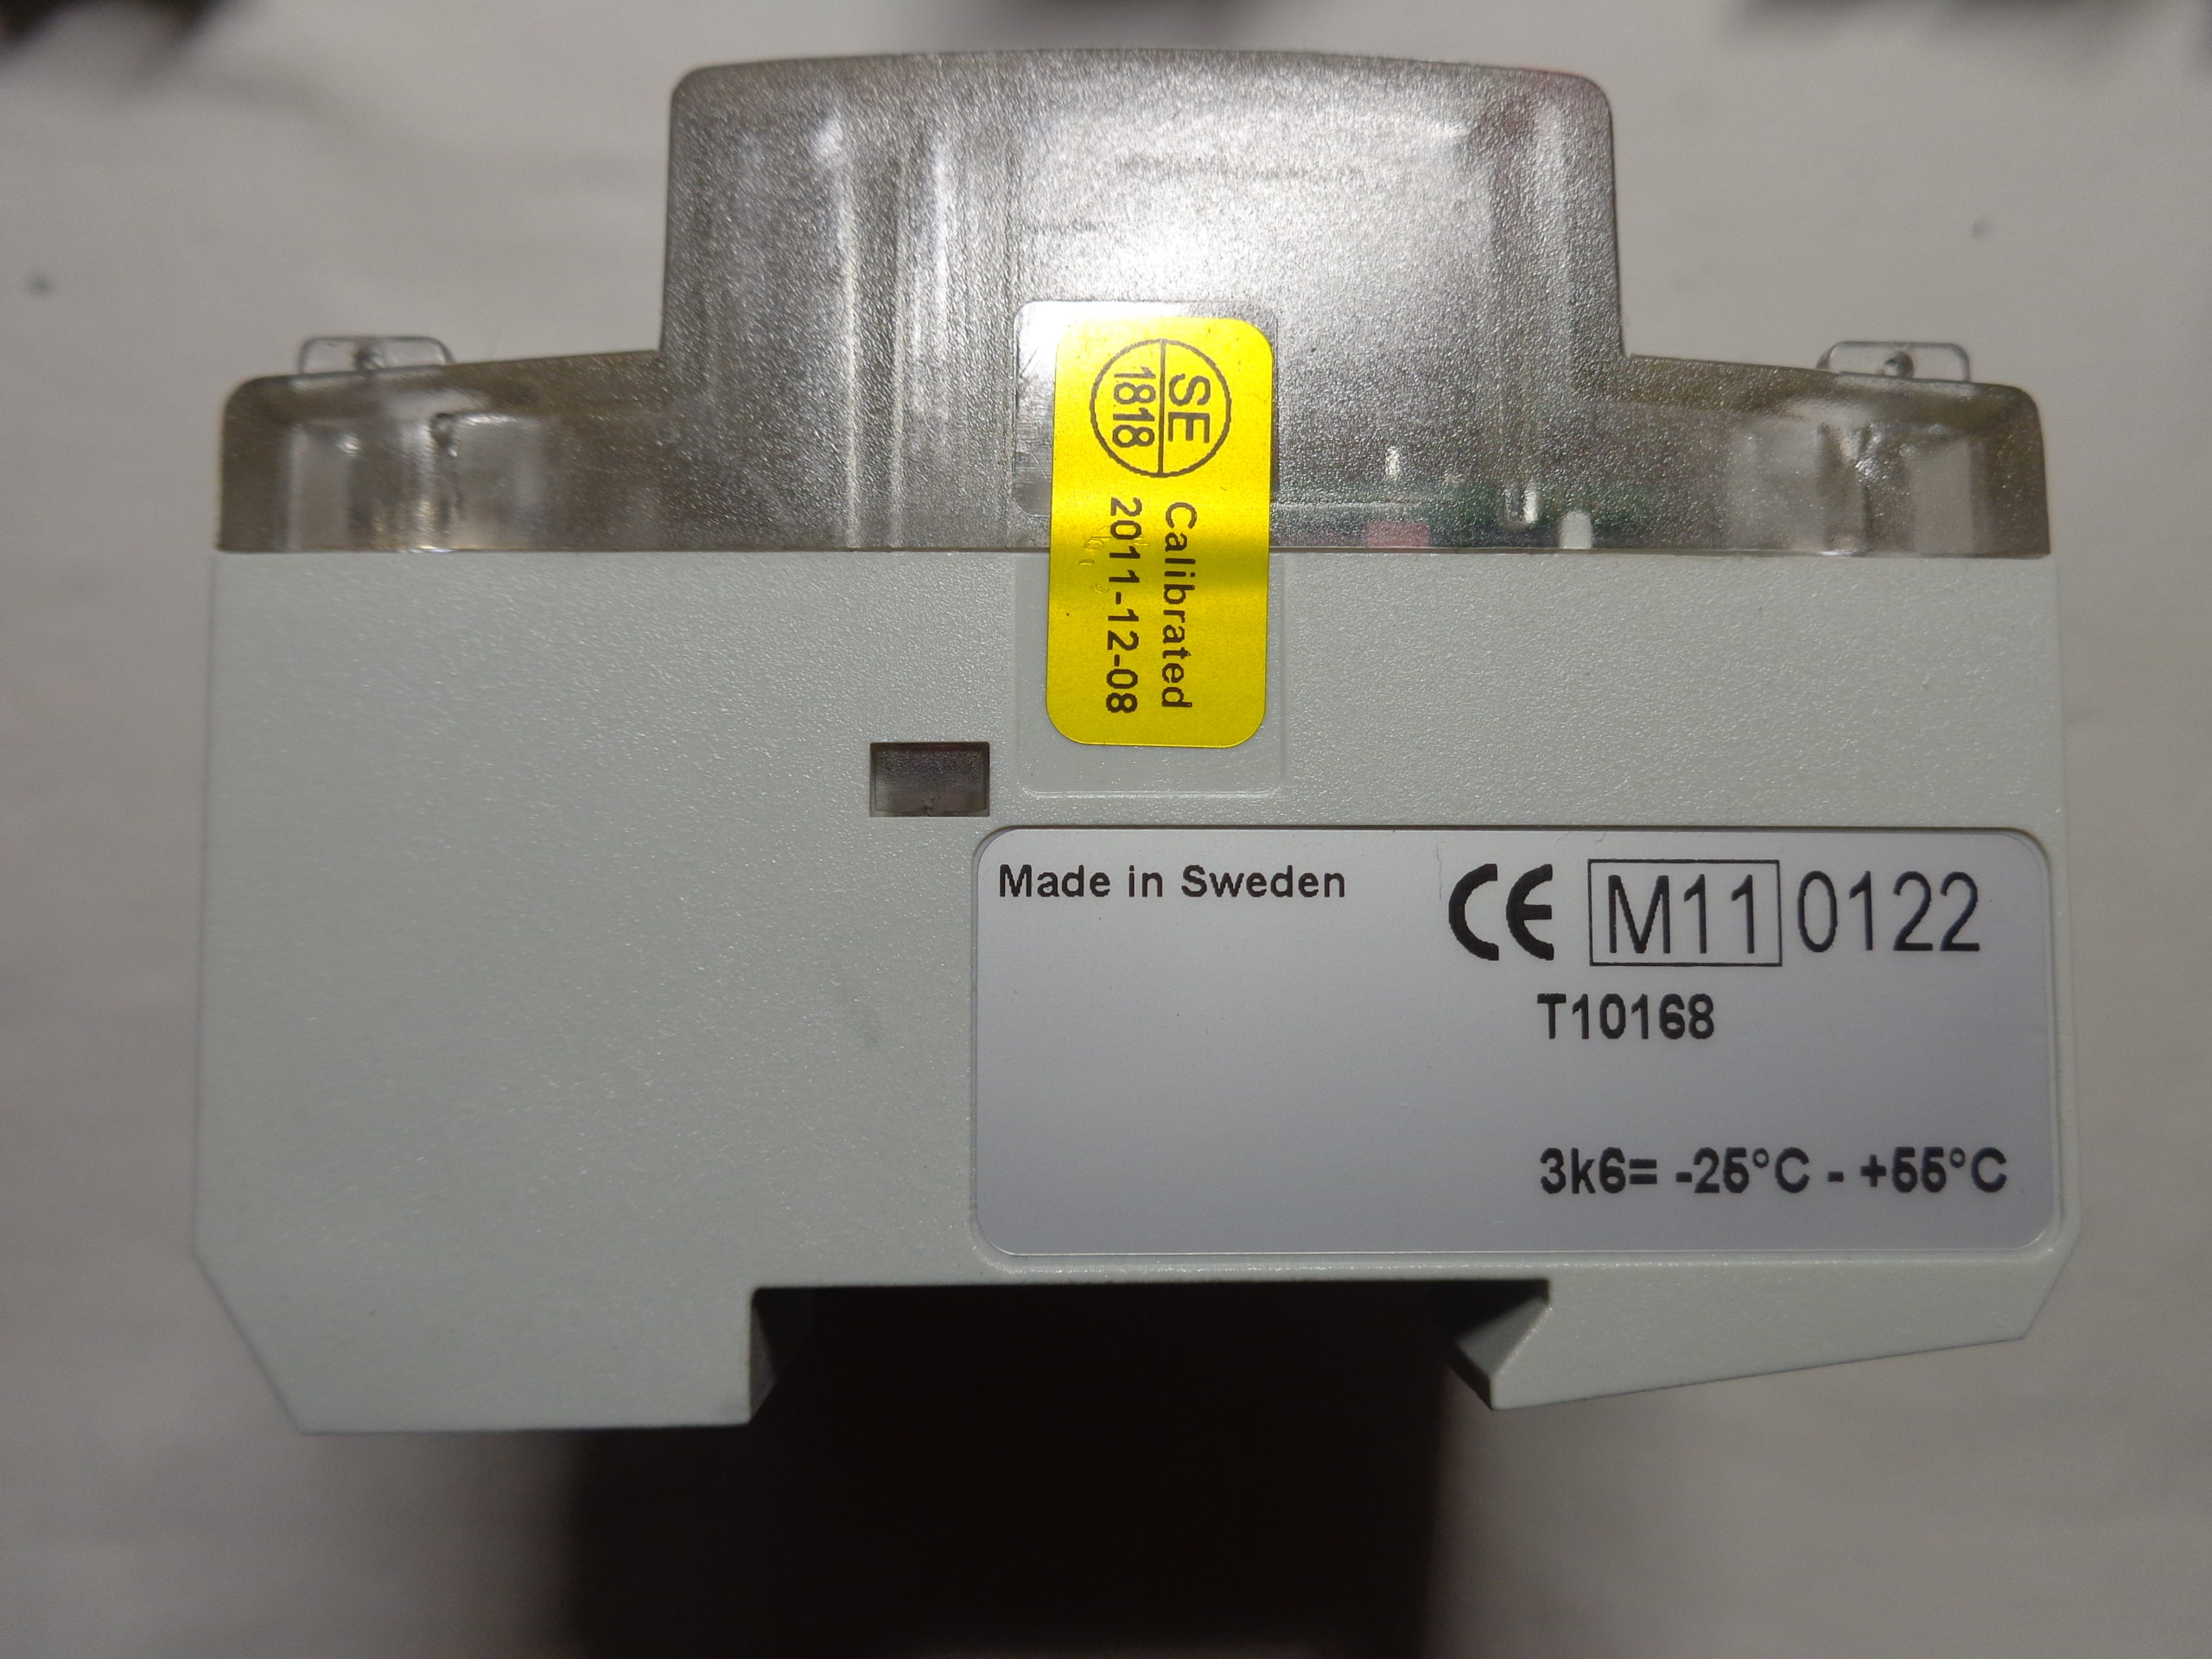 SE
1818
Calibrated
2011-12-08
Made in Sweden
CE M11 0122
T10168
3k6= -25°C - +55°C